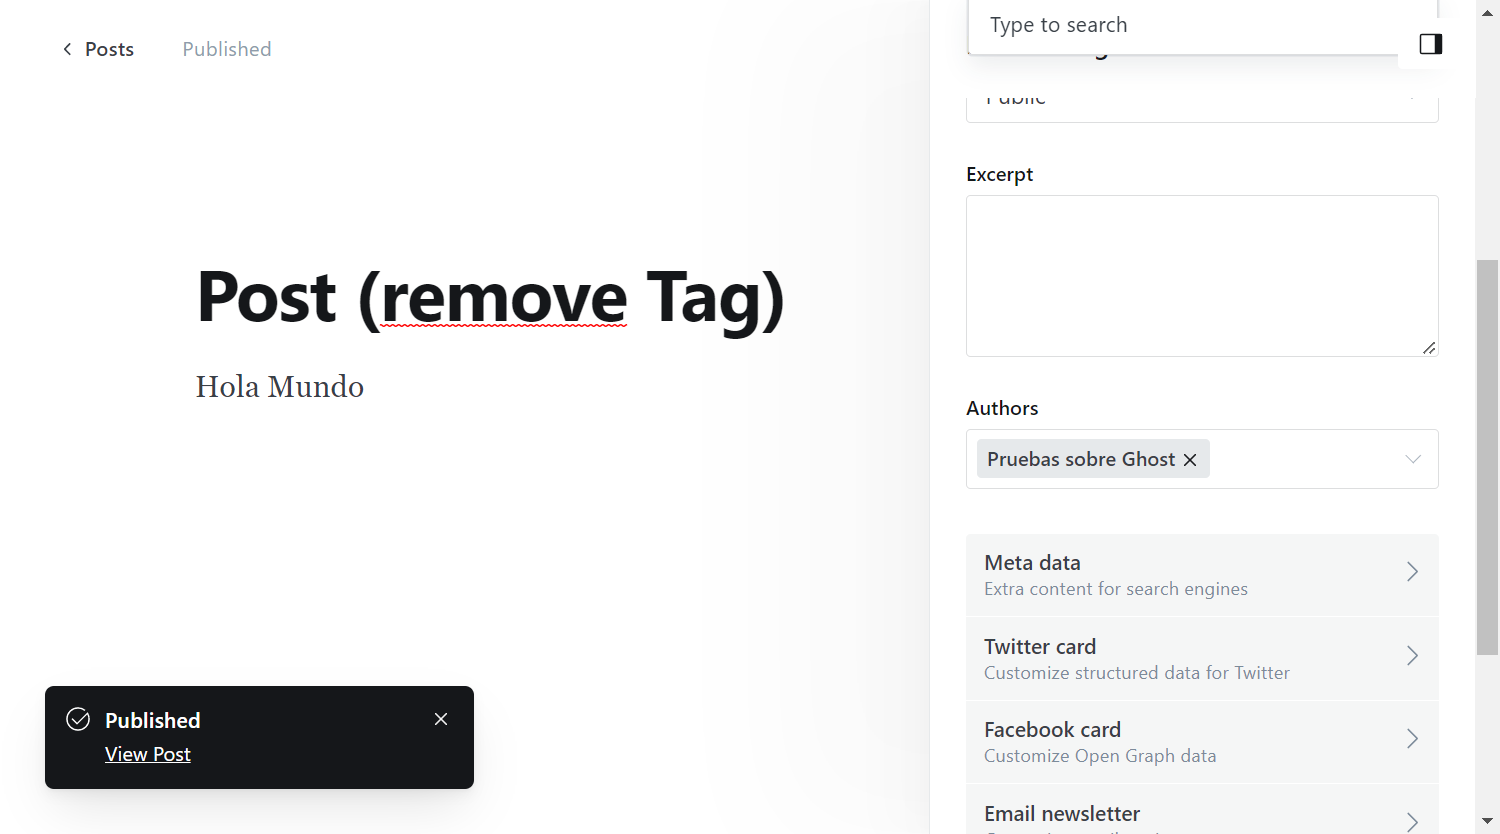 Posts Published
Type to search
Public
Excerpt
Post (remove Tag)
Hola Mundo
Authors
Pruebas sobre Ghost
Meta data
Extra content for search engines
Twitter card
Customize structured data for Twitter
Facebook card
Customize Open Graph data
Email newsletter
Published
View Post